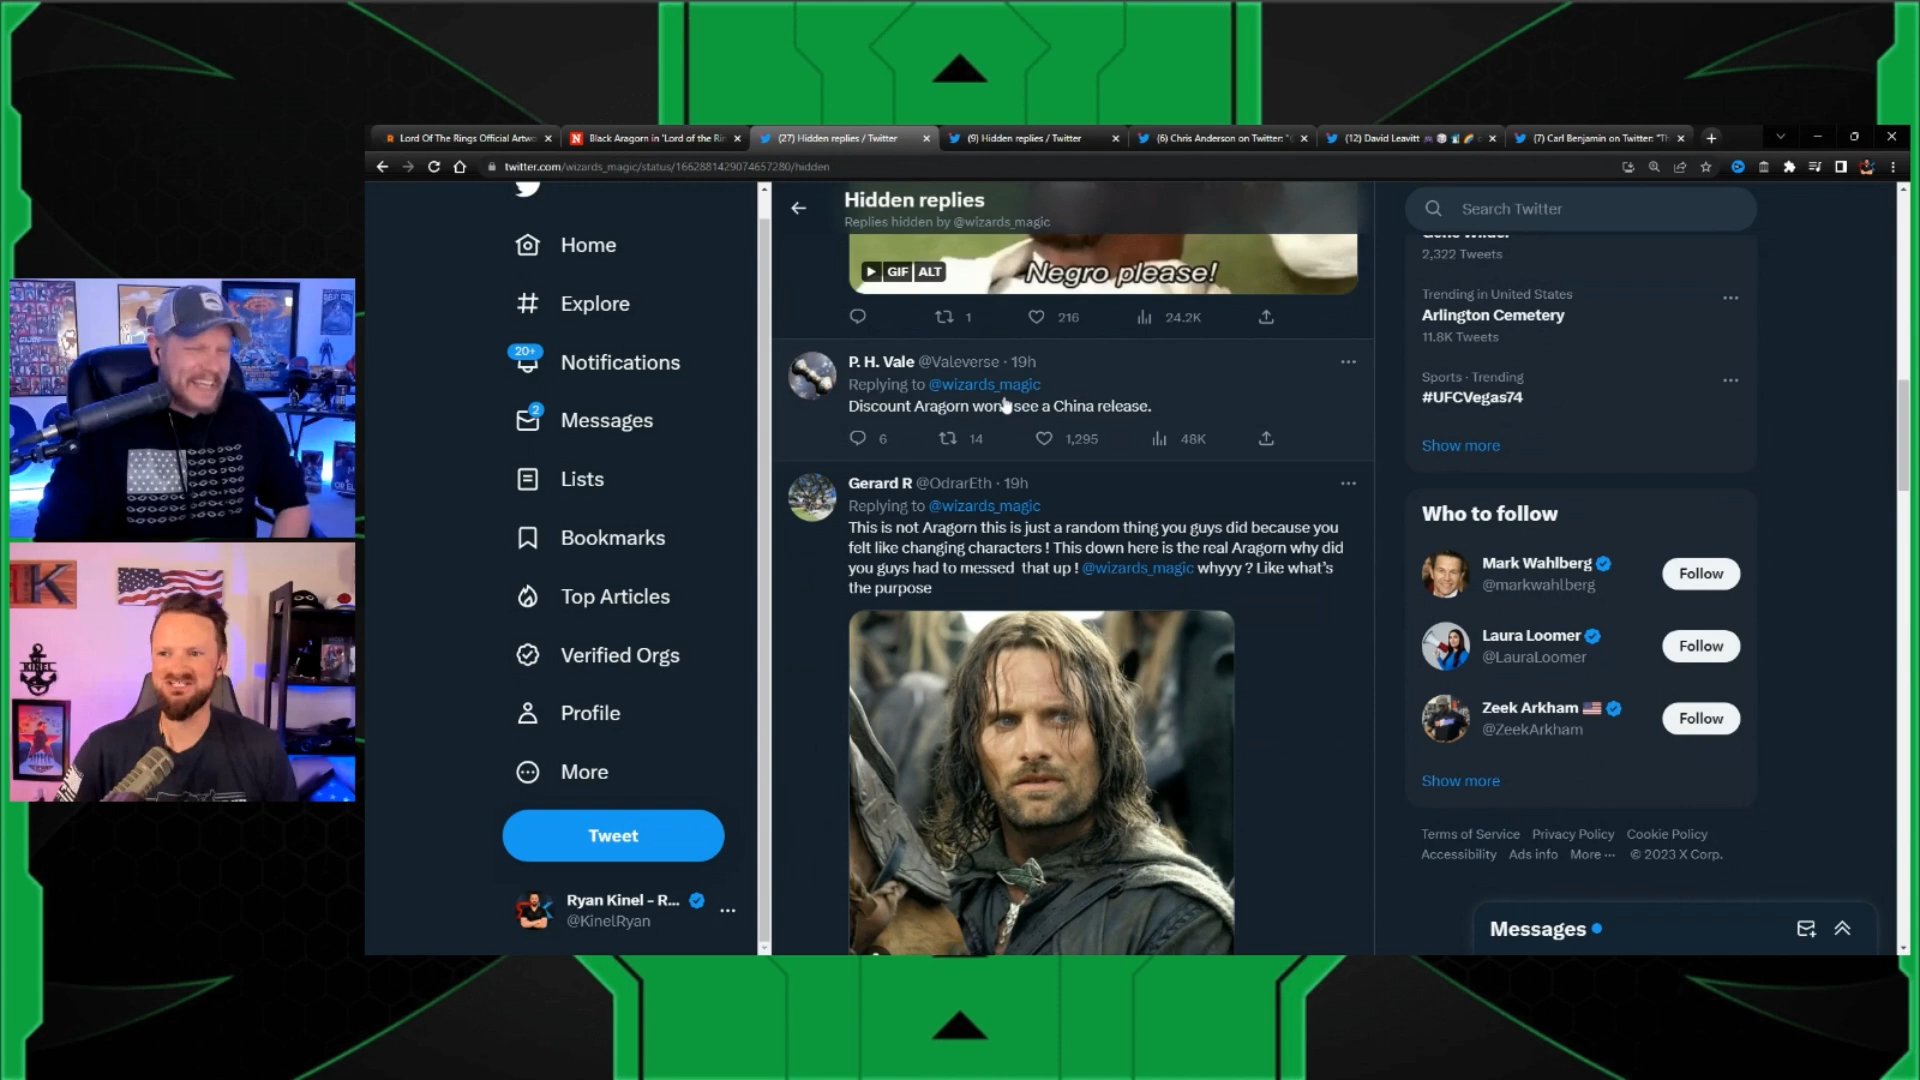 Lord Of The Rings Official Artwo
Black Aragorn in 'Lord of the Rin
(27) Hidden replies / Twitter
(9) Hidden replies / Twitter
(6) Chris Anderson on Twitter: "
(12) David Leavitt
(7) Carl Benjamin on Twitter: "Th
twitter.com/wizards_magic/status/1662881429074657280/hidden
Home
Explore
20+
Notifications
2
Messages
Lists
Bookmarks
Top Articles
Verified Orgs
Profile
More
Tweet
Ryan Kinel - R...
@KinelRyan
Hidden replies
Replies hidden by @wizards_magic
GIF ALT
Negro please!
1 216 24.2K
P. H. Vale @Valeverse · 19h
Replying to @wizards_magic
Discount Aragorn won see a China release.
6 14 1,295 48K
Gerard R @OdrarEth · 19h
Replying to @wizards_magic
This is not Aragorn this is just a random thing you guys did because you
felt like changing characters ! This down here is the real Aragorn why did
you guys had to messed that up ! @wizards_magic whyyy ? Like what's
the purpose
Search Twitter
Gene Wilder
2,322 Tweets
Trending in United States
Arlington Cemetery
11.8K Tweets
Sports · Trending
#UFCVegas74
Show more
Who to follow
Mark Wahlberg
@markwahlberg
Follow
Laura Loomer
@LauraLoomer
Follow
Zeek Arkham
@ZeekArkham
Follow
Show more
Terms of Service Privacy Policy Cookie Policy
Accessibility Ads info More ··· © 2023 X Corp.
Messages
KINEL